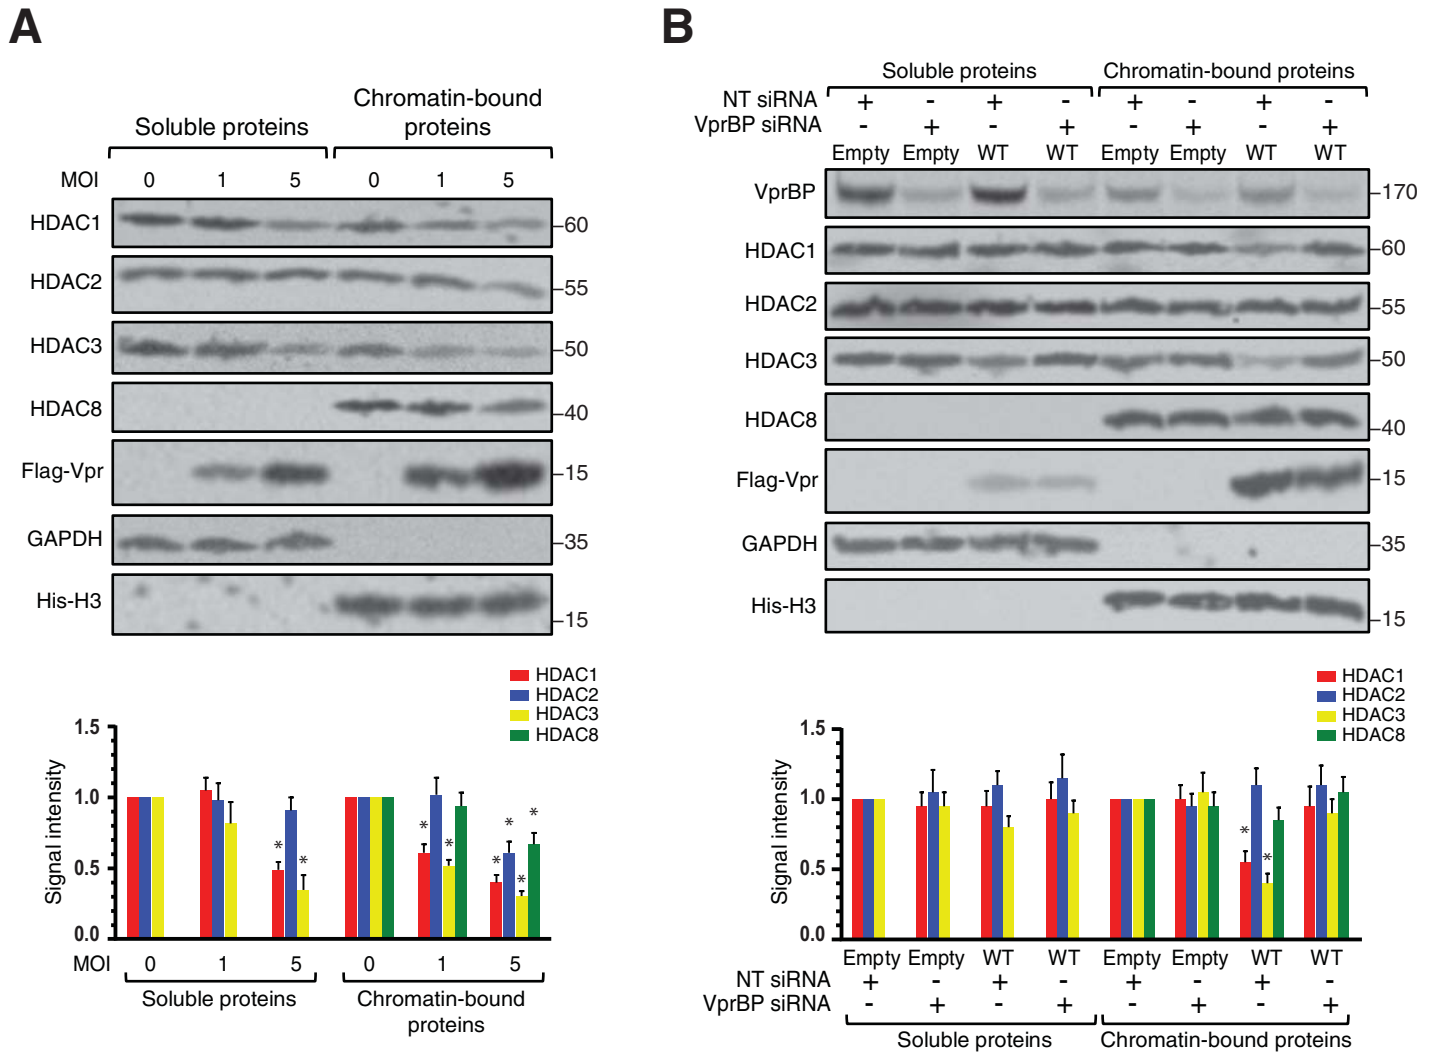 A
Soluble proteins
Chromatin-bound
proteins
MOI 0 1 5 0 1 5
HDAC1 60
HDAC2 55
HDAC3 50
HDAC8 40
Flag-Vpr 15
GAPDH 35
His-H3 15
HDAC1
HDAC2
HDAC3
HDAC8
Signal intensity
1.5
1.0
0.5
0.0
* * * * * * * *
MOI 0 1 5 0 1 5
Soluble proteins
Chromatin-bound
proteins
B
Soluble proteins Chromatin-bound proteins
NT siRNA + - + - + - + -
VprBP siRNA - + - + - + - +
Empty Empty WT WT Empty Empty WT WT
VprBP 170
HDAC1 60
HDAC2 55
HDAC3 50
HDAC8 40
Flag-Vpr 15
GAPDH 35
His-H3 15
HDAC1
HDAC2
HDAC3
HDAC8
Signal intensity
1.5
1.0
0.5
0.0
* *
Empty Empty WT WT Empty Empty WT WT
NT siRNA + - + - + - + -
VprBP siRNA - + - + - + - +
Soluble proteins Chromatin-bound proteins